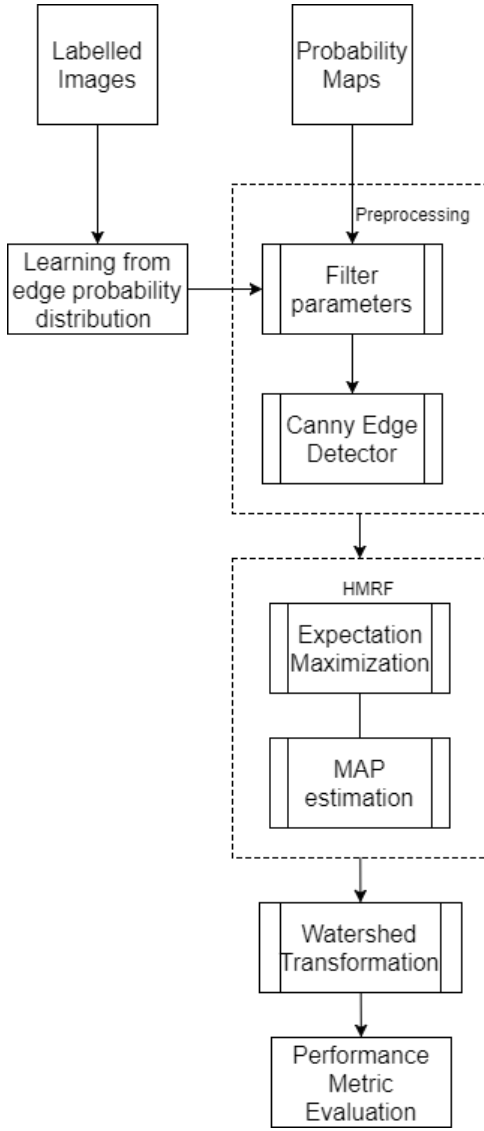 Labelled
Images
Probability
Maps
Preprocessing
Learning from
edge probability
distribution
Filter
parameters
Canny Edge
Detector
HMRF
Expectation
Maximization
MAP
estimation
Watershed
Transformation
Performance
Metric
Evaluation